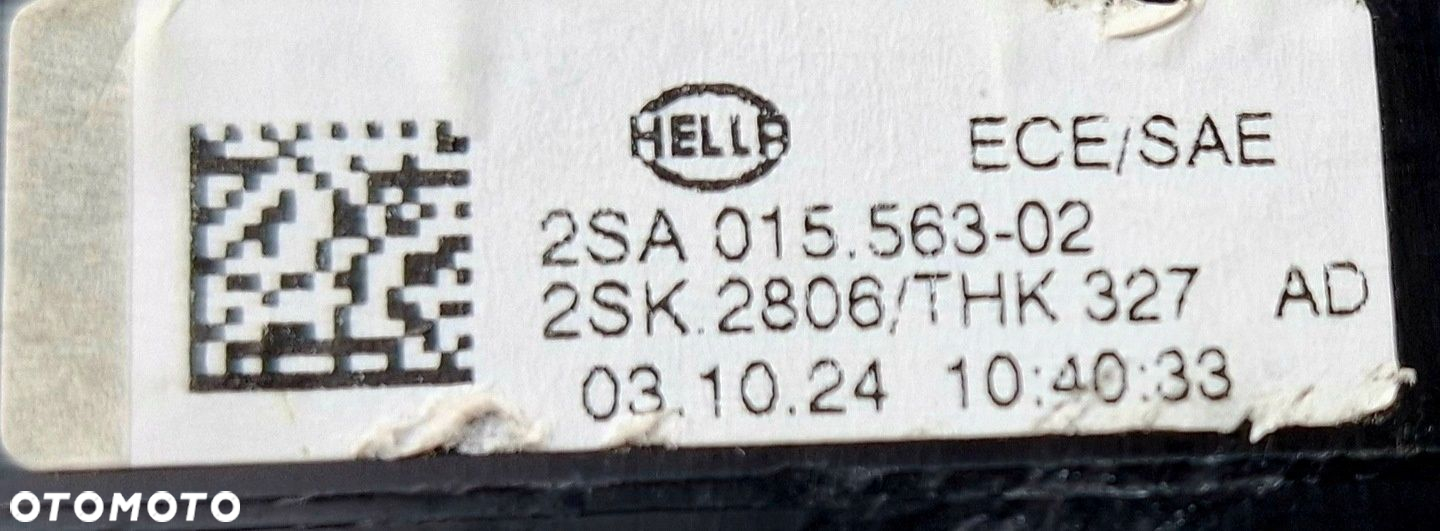 HELLA
ECE/SAE
2SA 015.563-02
2SK.2806/THK 327 AD
03.10.24 10:40:33
OTOMOTO